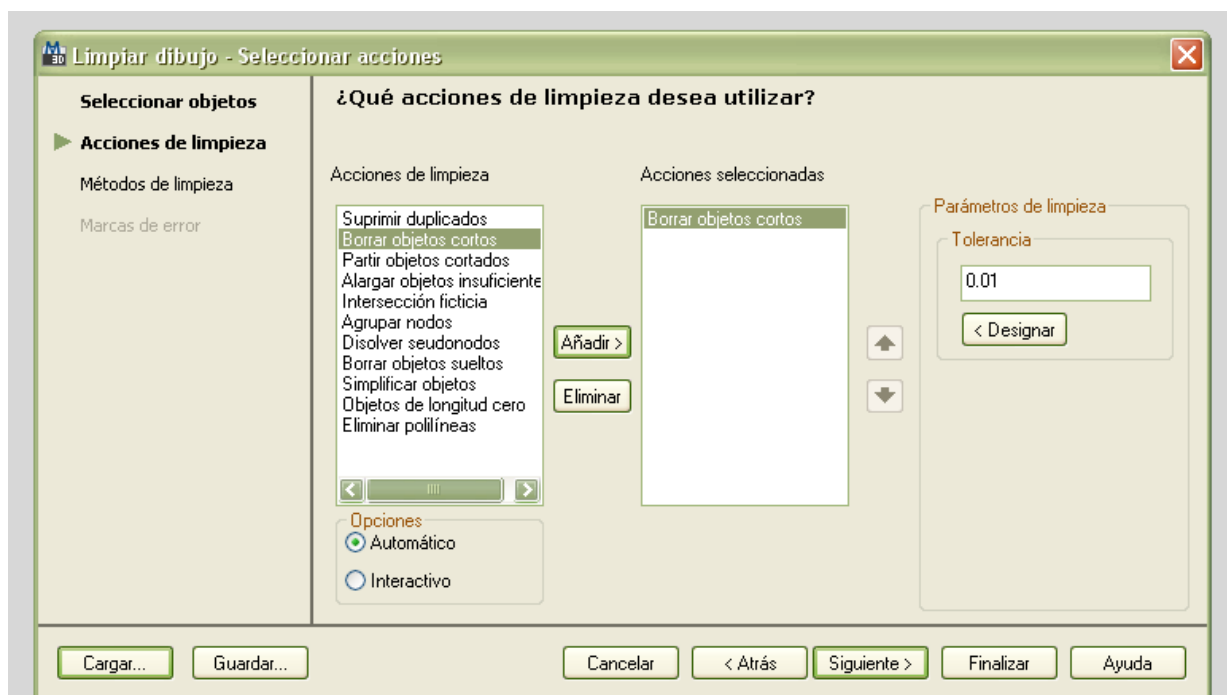 Limpiar dibujo - Seleccionar acciones
Seleccionar objetos
Acciones de limpieza
Métodos de limpieza
Marcas de error
¿Qué acciones de limpieza desea utilizar?
Acciones de limpieza
Suprimir duplicados
Borrar objetos cortos
Partir objetos cortados
Alargar objetos insuficiente
Intersección ficticia
Agrupar nodos
Disolver seudonodos
Borrar objetos sueltos
Simplificar objetos
Objetos de longitud cero
Eliminar polilíneas
Opciones
Automático
Interactivo
Añadir >
Eliminar
Acciones seleccionadas
Borrar objetos cortos
Parámetros de limpieza
Tolerancia
0.01
< Designar
Cargar... Guardar... Cancelar < Atrás Siguiente > Finalizar Ayuda